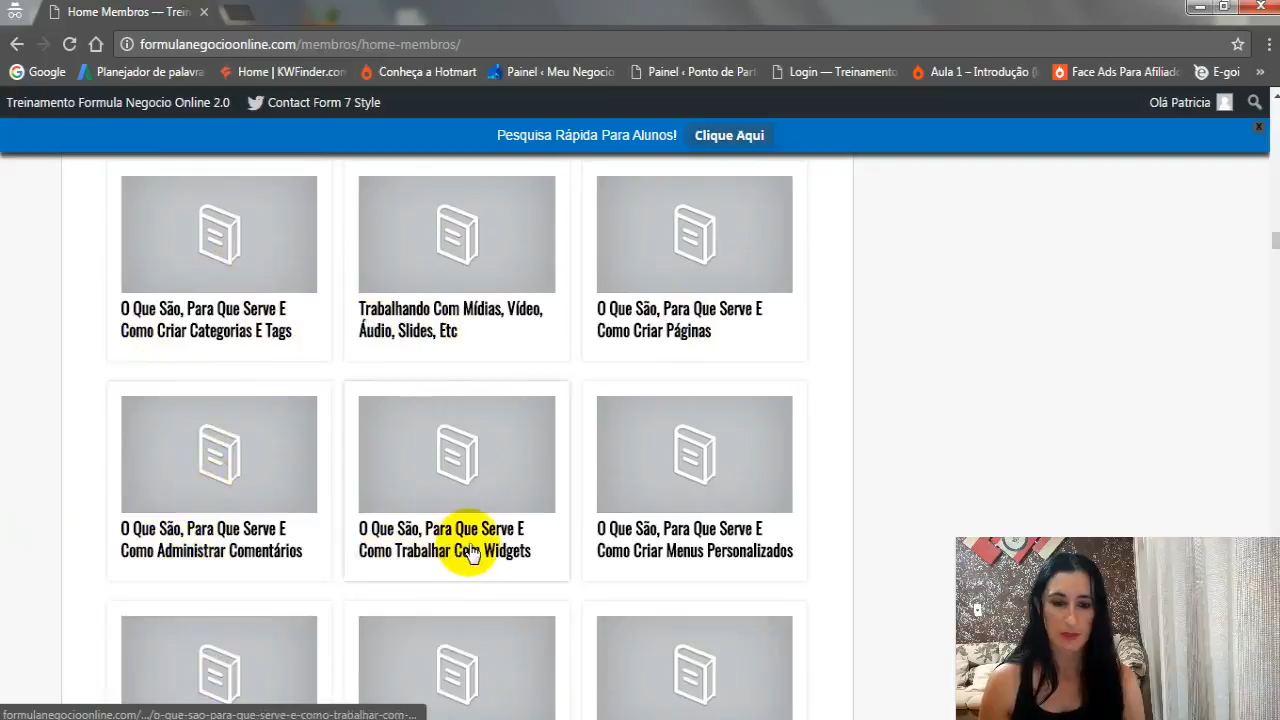 Home Membros — Trein
formulanegocioonline.com/membros/home-membros/
Google
Planejador de palavra
Home | KWFinder.com
Conheça a Hotmart
Painel ‹ Meu Negocio
Painel ‹ Ponto de Par
Login — Treinamento
Aula 1 – Introdução (
Face Ads Para Afiliado
E-goi
»
Treinamento Formula Negocio Online 2.0
Contact Form 7 Style
Olá Patricia
Pesquisa Rápida Para Alunos! Clique Aqui
X
O Que São, Para Que Serve E
Como Criar Categorias E Tags
Trabalhando Com Mídias, Vídeo,
Áudio, Slides, Etc
O Que São, Para Que Serve E
Como Criar Páginas
O Que São, Para Que Serve E
Como Administrar Comentários
O Que São, Para Que Serve E
Como Trabalhar Com Widgets
O Que São, Para Que Serve E
Como Criar Menus Personalizados
formulanegocioonline.com/.../o-que-sao-para-que-serve-e-como-trabalhar-com-...